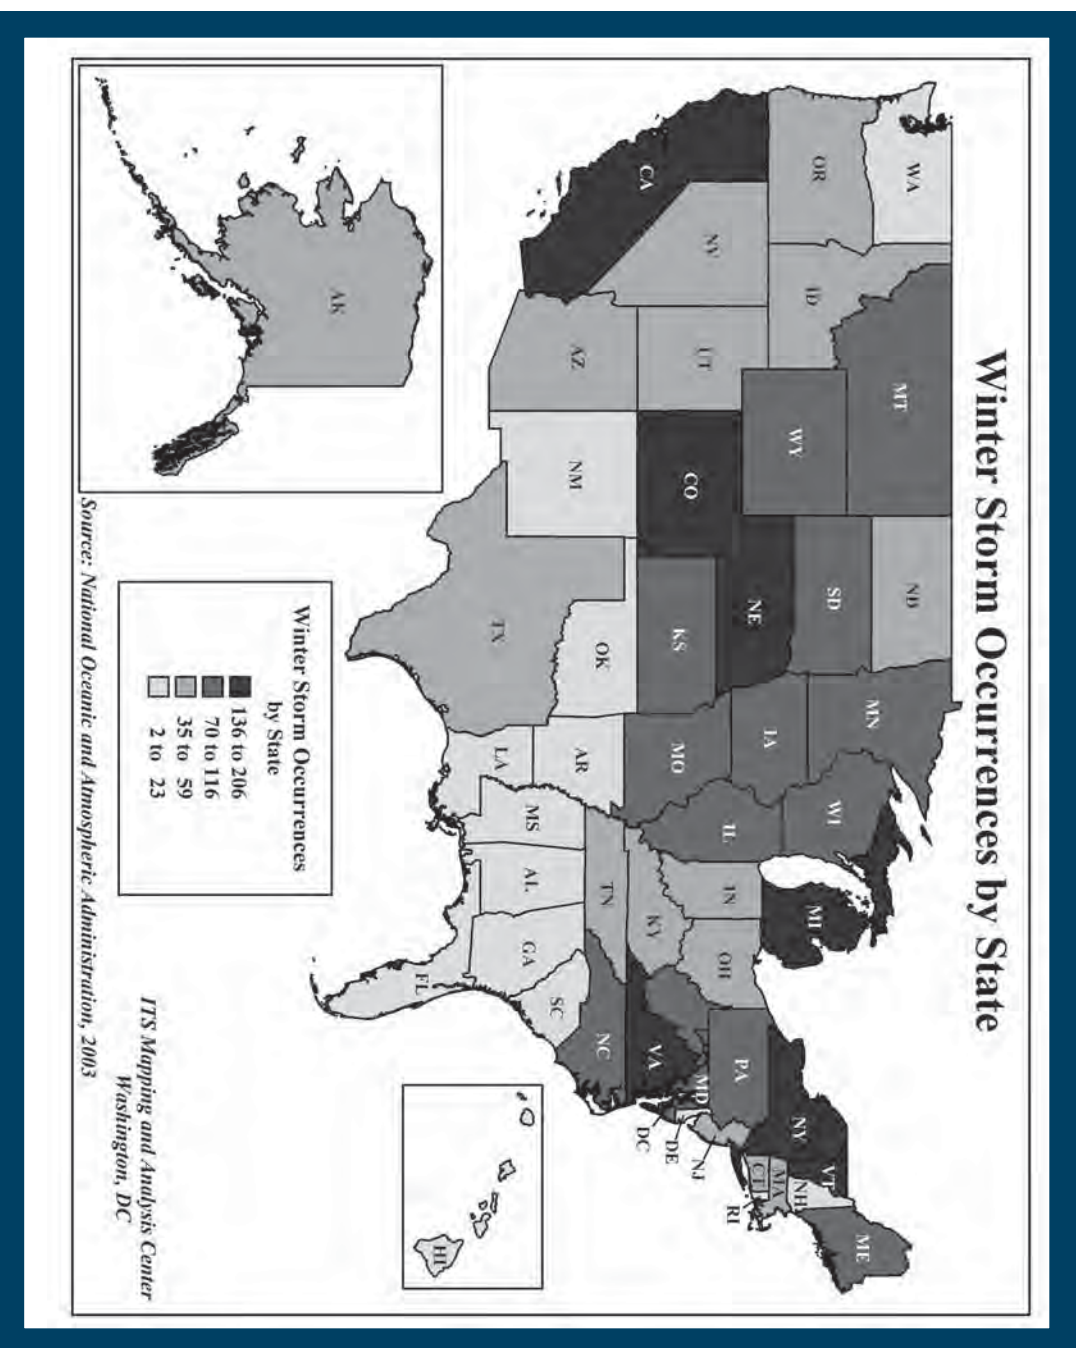 Winter Storm Occurrences by State
WA
MT
ND
MN
OR
ID
WY
SD
WI
MI
ME
VT
NH
NY
MA
CT
RI
NV
UT
CO
NE
IA
IL
IN
OH
PA
NJ
CA
KS
MO
KY
VA
MD
DE
DC
AZ
NM
OK
AR
TN
NC
TX
LA
MS
AL
GA
SC
FL
AK
HI
Winter Storm Occurrences
by State
136 to 206
70 to 116
35 to 59
2 to 23
ITS Mapping and Analysis Center
Washington, DC
Source: National Oceanic and Atmospheric Administration, 2003